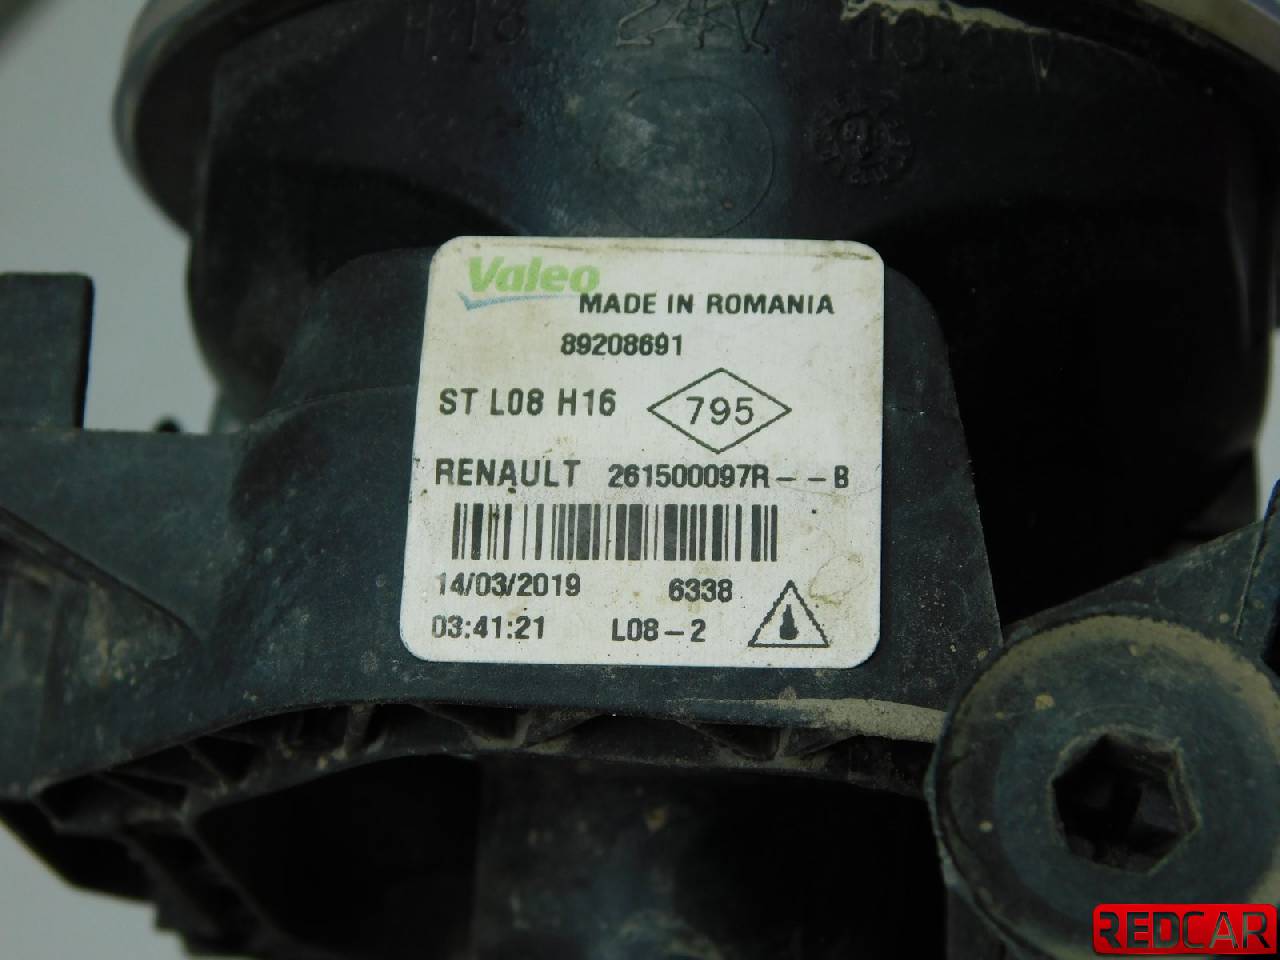 H16
Valeo
MADE IN ROMANIA
89208691
ST L08 H16
795
RENAULT 261500097R--B
14/03/2019 6338
03:41:21 L08-2
REDCAR